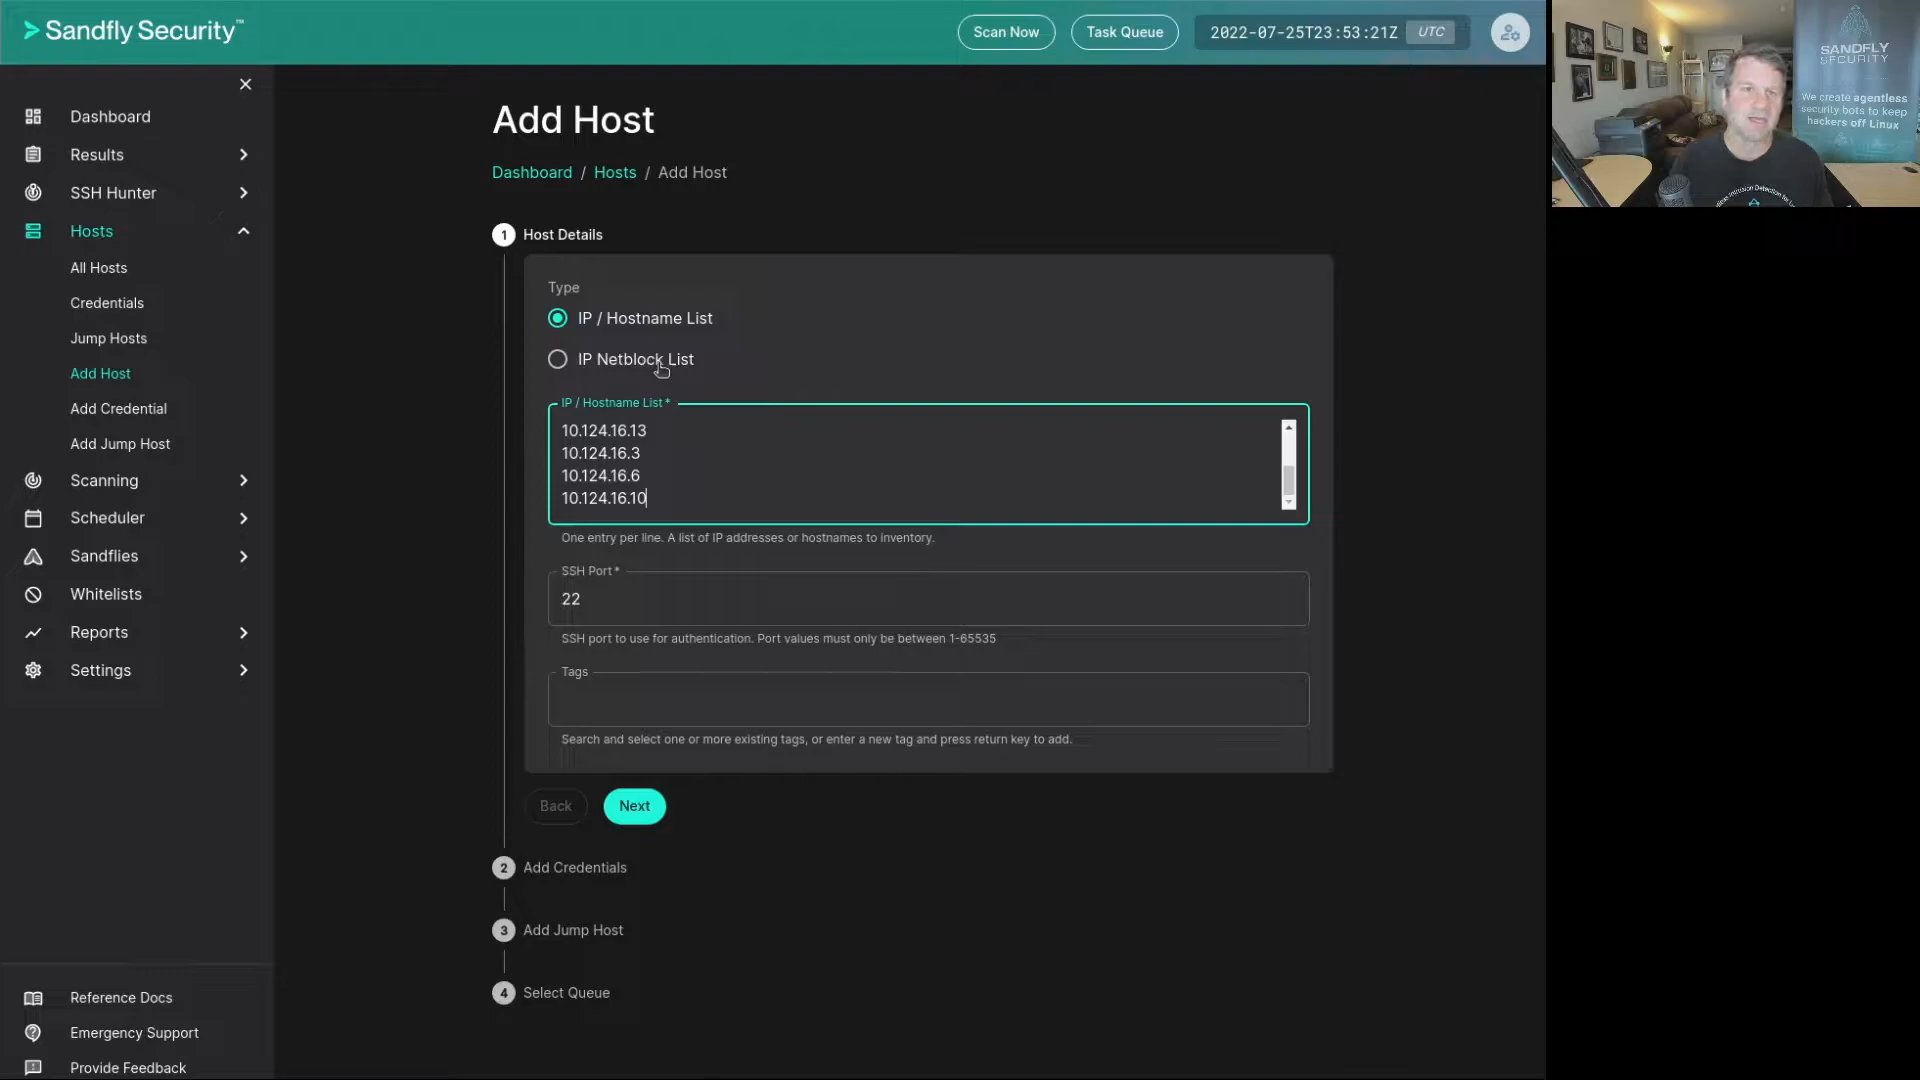 Sandfly Security™
Scan Now
Task Queue
2022-07-25T23:53:21Z UTC
Dashboard
Results
SSH Hunter
Hosts
All Hosts
Credentials
Jump Hosts
Add Host
Add Credential
Add Jump Host
Scanning
Scheduler
Sandflies
Whitelists
Reports
Settings
Reference Docs
Emergency Support
Provide Feedback
Add Host
Dashboard / Hosts / Add Host
1 Host Details
Type
IP / Hostname List
IP Netblock List
IP / Hostname List *
10.124.16.13
10.124.16.3
10.124.16.6
10.124.16.10
One entry per line. A list of IP addresses or hostnames to inventory.
SSH Port *
22
SSH port to use for authentication. Port values must only be between 1-65535
Tags
Search and select one or more existing tags, or enter a new tag and press return key to add.
Back
Next
2 Add Credentials
3 Add Jump Host
4 Select Queue
SANDFLY
SECURITY
We create agentless
security bots to keep
hackers off Linux
Intrusion Detection for